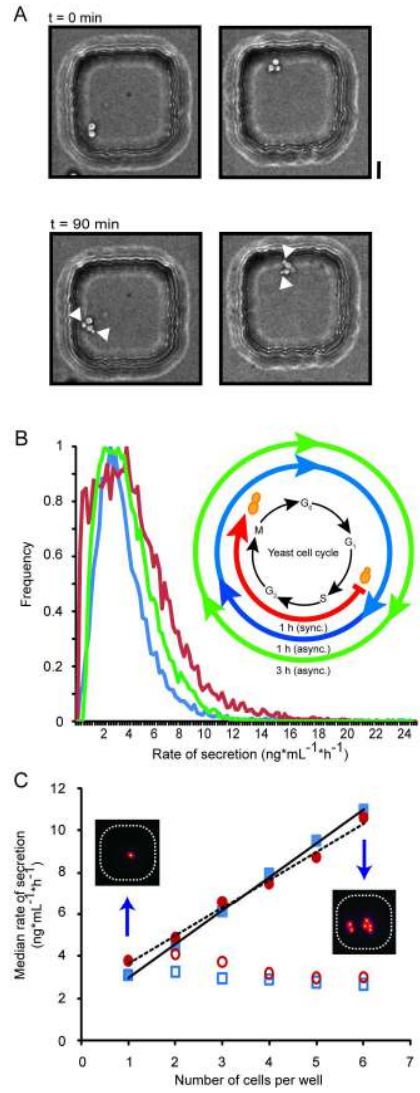 A
t = 0 min
t = 90 min
B
1
0.8
0.6
0.4
0.2
0
Frequency
2 4 6 8 10 12 14 16 18 20 22 24
Rate of secretion (ng*mL⁻¹*h⁻¹)
M
G₁
S
G₂
Yeast cell cycle
1 h (sync.)
1 h (async.)
3 h (async.)
C
12
10
8
6
4
2
0
Median rate of secretion
(ng*mL⁻¹*h⁻¹)
0 1 2 3 4 5 6 7
Number of cells per well